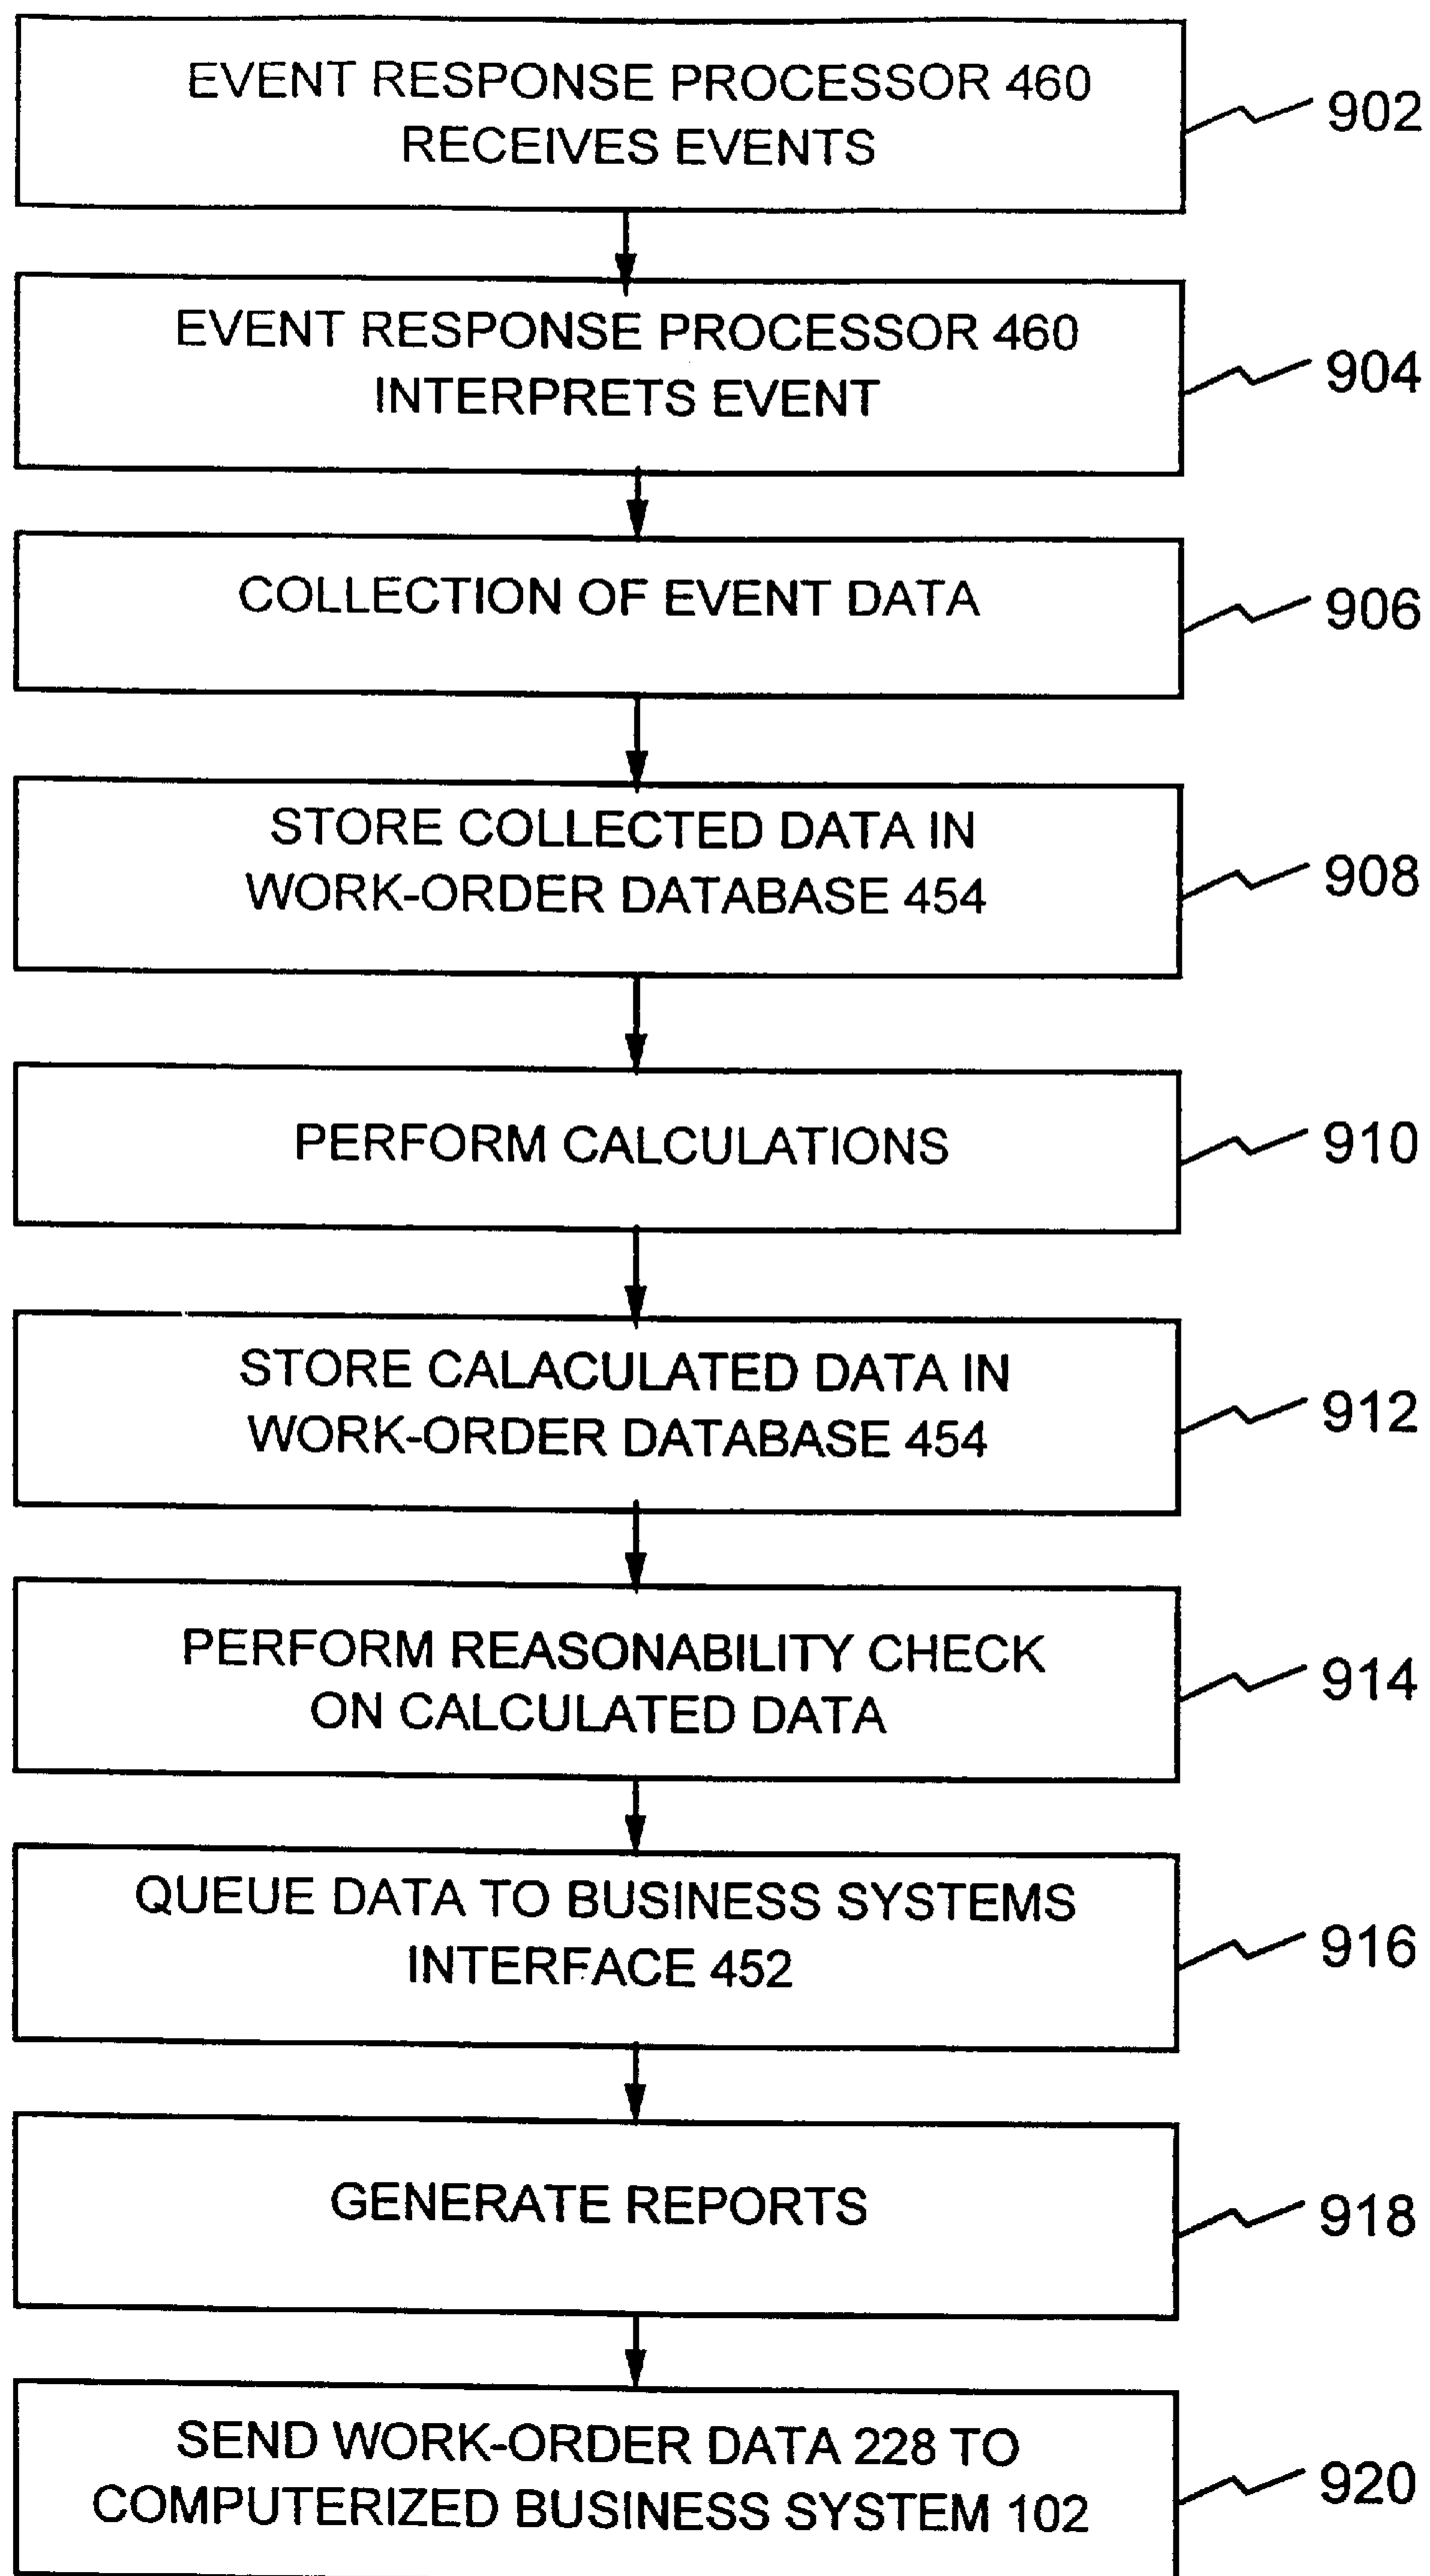 EVENT RESPONSE PROCESSOR 460
RECEIVES EVENTS
902
EVENT RESPONSE PROCESSOR 460
INTERPRETS EVENT
904
COLLECTION OF EVENT DATA
906
STORE COLLECTED DATA IN
WORK-ORDER DATABASE 454
908
PERFORM CALCULATIONS
910
STORE CALACULATED DATA IN
WORK-ORDER DATABASE 454
912
PERFORM REASONABILITY CHECK
ON CALCULATED DATA
914
QUEUE DATA TO BUSINESS SYSTEMS
INTERFACE 452
916
GENERATE REPORTS
918
SEND WORK-ORDER DATA 228 TO
COMPUTERIZED BUSINESS SYSTEM 102
920